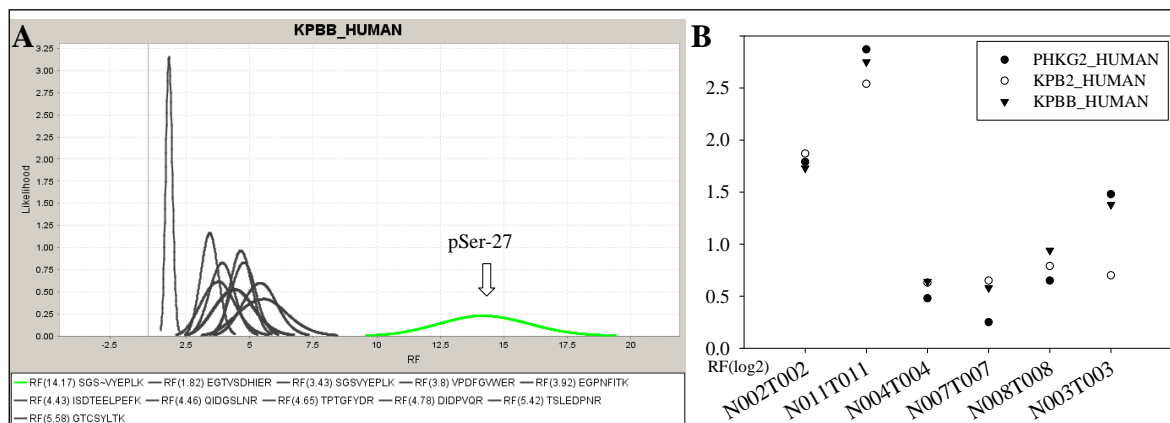 A
KPBB_HUMAN
3.25
3.00
2.75
2.50
2.25
2.00
1.75
1.50
1.25
1.00
0.75
0.50
0.25
0.00
Likelihood
pSer-27
-2.5 2.5 5 7.5 10 12.5 15 17.5 20
RF
RF(14.17) SGS~VYEPLK RF(1.82) EGTVSDHIER RF(3.43) SGSVYEPLK RF(3.8) VPDFGVWER RF(3.92) EGPNFITK
RF(4.43) ISDTEELPEFK RF(4.46) QIDGSLNR RF(4.65) TPTGFYDR RF(4.78) DIDPVQR RF(5.42) TSLEDPNR
RF(5.58) GTCSYLTK
B
PHKG2_HUMAN
KPB2_HUMAN
KPBB_HUMAN
2.5
2.0
1.5
1.0
0.5
0.0
RF(log2)
N002T002
N011T011
N004T004
N007T007
N008T008
N003T003